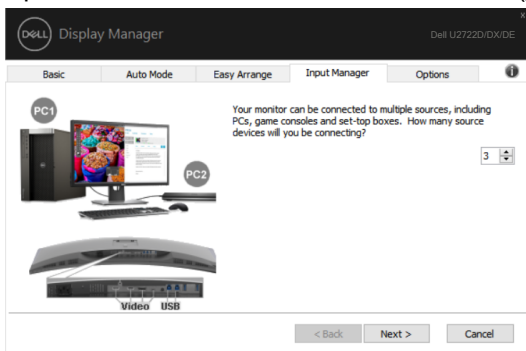 DELL Display Manager
Dell U2722D/DX/DE
x
Basic Auto Mode Easy Arrange Input Manager Options i
PC1
Your monitor can be connected to multiple sources, including
PCs, game consoles and set-top boxes. How many source
devices will you be connecting?
3
PC2
Video USB
< Back Next > Cancel